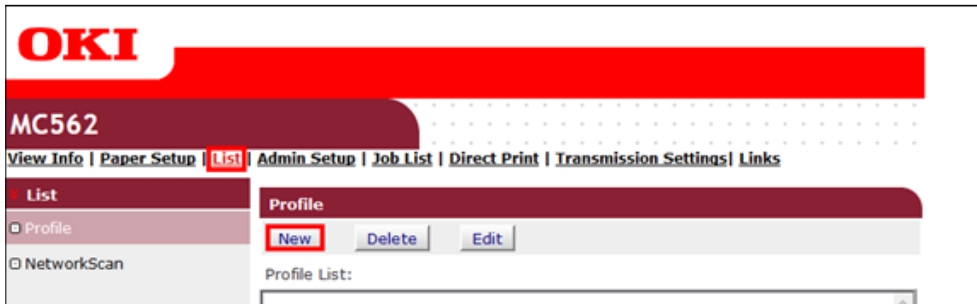 OKI
MC562
View Info | Paper Setup | List | Admin Setup | Job List | Direct Print | Transmission Settings| Links
List
Profile
NetworkScan
Profile
New Delete Edit
Profile List: